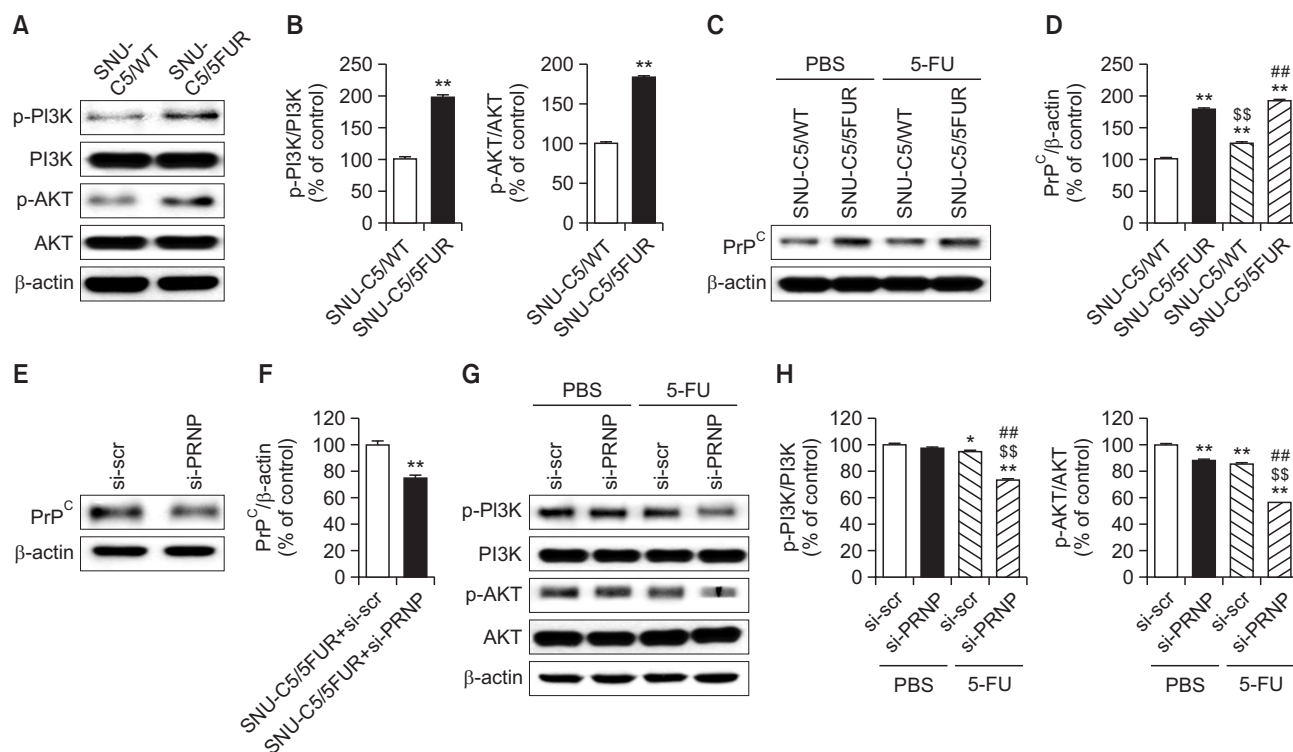 A
SNU-
C5/WT
SNU-
C5/5FUR
p-PI3K
PI3K
p-AKT
AKT
β-actin
B
p-PI3K/PI3K
(% of control)
250
200
150
100
50
0
**
SNU-C5/WT
SNU-C5/5FUR
p-AKT/AKT
(% of control)
200
150
100
50
0
**
SNU-C5/WT
SNU-C5/5FUR
C
PBS
5-FU
SNU-C5/WT
SNU-C5/5FUR
SNU-C5/WT
SNU-C5/5FUR
PrP^C
β-actin
D
PrP^C/β-actin
(% of control)
250
200
150
100
50
0
**
$$
**
##
**
SNU-C5/WT
SNU-C5/5FUR
SNU-C5/WT
SNU-C5/5FUR
E
si-scr
si-PRNP
PrP^C
β-actin
F
PrP^C/β-actin
(% of control)
120
100
80
60
40
20
0
**
SNU-C5/5FUR+si-scr
SNU-C5/5FUR+si-PRNP
G
PBS
5-FU
si-scr
si-PRNP
si-scr
si-PRNP
p-PI3K
PI3K
p-AKT
AKT
β-actin
H
p-PI3K/PI3K
(% of control)
120
100
80
60
40
20
0
*
##
$$
**
si-scr
si-PRNP
si-scr
si-PRNP
PBS
5-FU
p-AKT/AKT
(% of control)
120
100
80
60
40
20
0
**
**
##
$$
**
si-scr
si-PRNP
si-scr
si-PRNP
PBS
5-FU